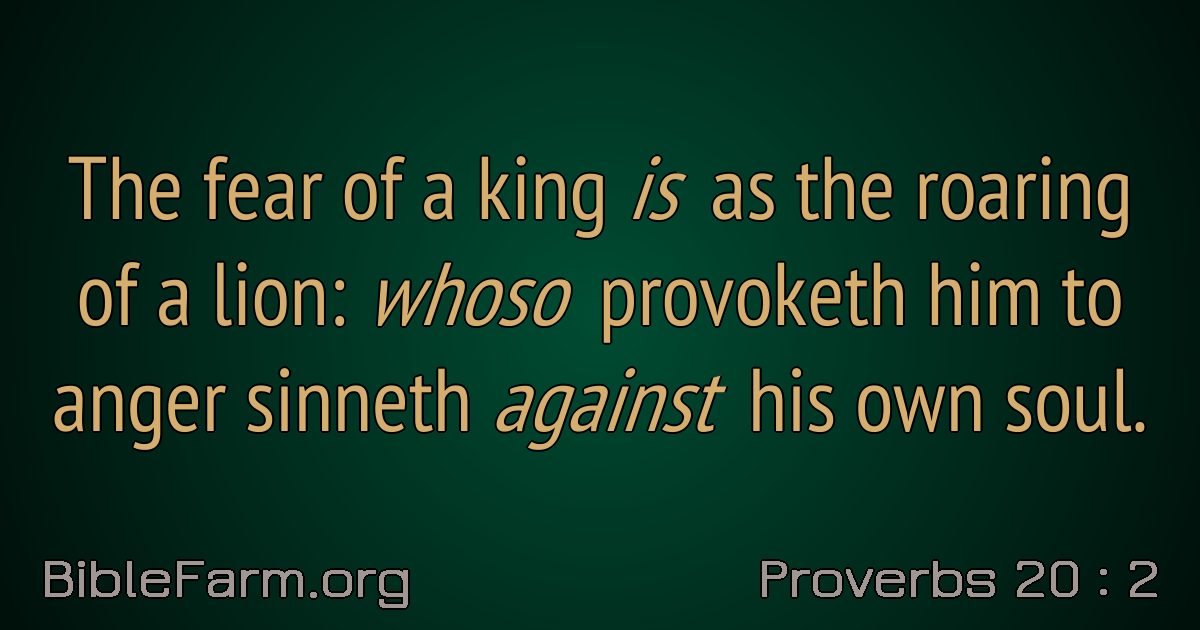 The fear of a king is as the roaring
of a lion: whoso provoketh him to
anger sinneth against his own soul.
BibleFarm.org
Proverbs 20 : 2